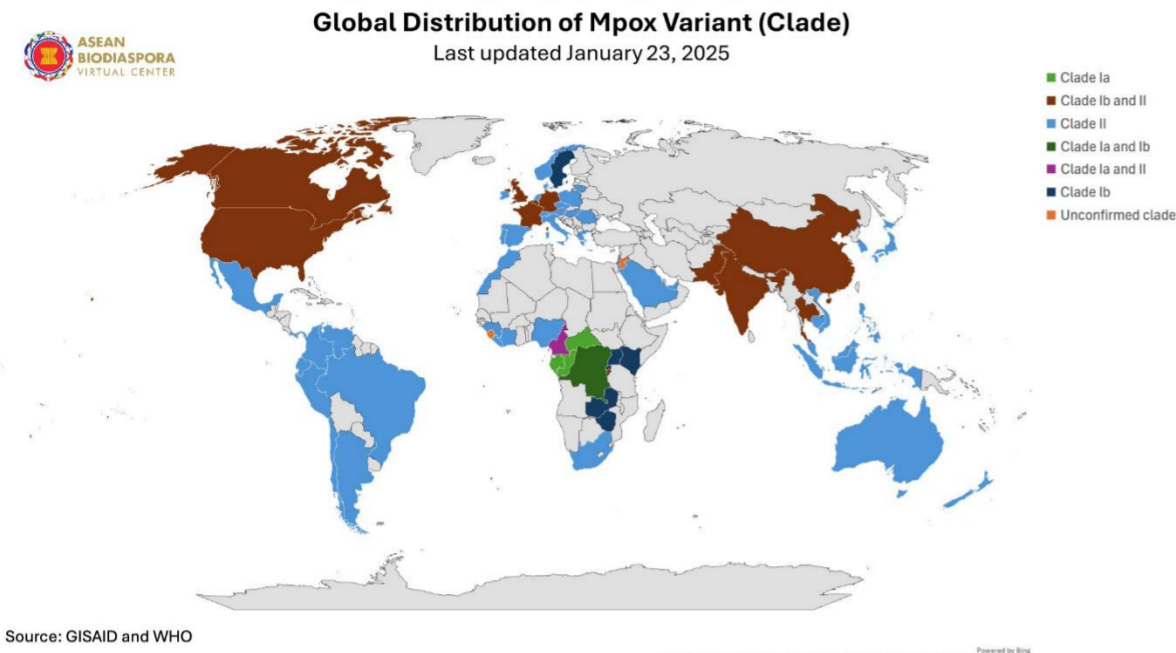 Global Distribution of Mpox Variant (Clade)
Last updated January 23, 2025
ASEAN
BIODIASPORA
VIRTUAL CENTER
Clade Ia
Clade Ib and II
Clade II
Clade Ia and Ib
Clade Ia and II
Clade Ib
Unconfirmed clade
Source: GISAID and WHO
Powered by Bing